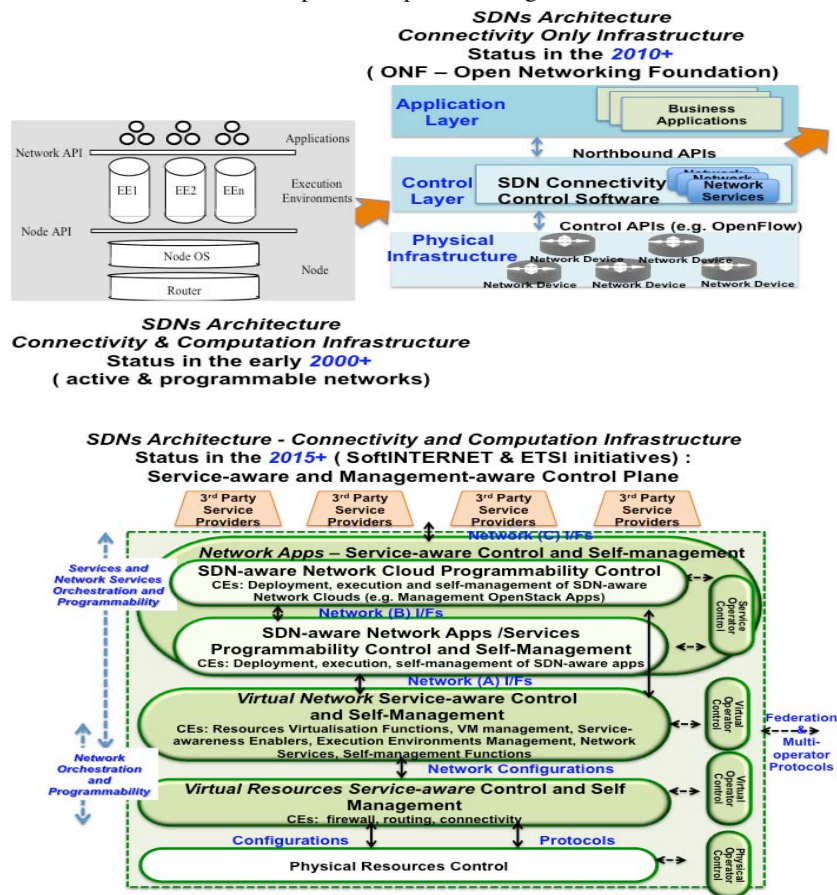 SDNs Architecture
Connectivity Only Infrastructure
Status in the 2010+
( ONF – Open Networking Foundation)
Application
Layer
Business
Applications
Northbound APIs
Control
Layer
SDN Connectivity
Control Software
Network
Network
Network
Services
Control APIs (e.g. OpenFlow)
Physical
Infrastructure
Network Device
Network Device
Network Device
Network Device
Network Device
Applications
Network API
EE1
EE2
EEn
Execution
Environments
Node API
Node OS
Node
Router
SDNs Architecture
Connectivity & Computation Infrastructure
Status in the early 2000+
( active & programmable networks)
SDNs Architecture - Connectivity and Computation Infrastructure
Status in the 2015+ ( SoftINTERNET & ETSI initiatives) :
Service-aware and Management-aware Control Plane
3rd Party
Service
Providers
3rd Party
Service
Providers
3rd Party
Service
Providers
3rd Party
Service
Providers
Network (C) I/Fs
Network Apps – Service-aware Control and Self-management
SDN-aware Network Cloud Programmability Control
CEs: Deployment, execution and self-management of SDN-aware
Network Clouds (e.g. Management OpenStack Apps)
Services and
Network Services
Orchestration and
Programmability
Network (B) I/Fs
Service
Operator
Control
SDN-aware Network Apps /Services
Programmability Control and Self-Management
CEs: Deployment, execution, self-management of SDN-aware apps
Network (A) I/Fs
Virtual Network Service-aware Control
and Self-Management
CEs: Resources Virtualisation Functions, VM management, Service-
awareness Enablers, Execution Environments Management, Network
Services, Self-management Functions
Virtual
Operator
Control
Federation
&
Multi-
operator
Protocols
Network
Orchestration
and
Programmability
Network Configurations
Virtual Resources Service-aware Control and Self
Management
CEs: firewall, routing, connectivity
Virtual
Operator
Control
Configurations
Protocols
Physical Resources Control
Physical
Operator
Control